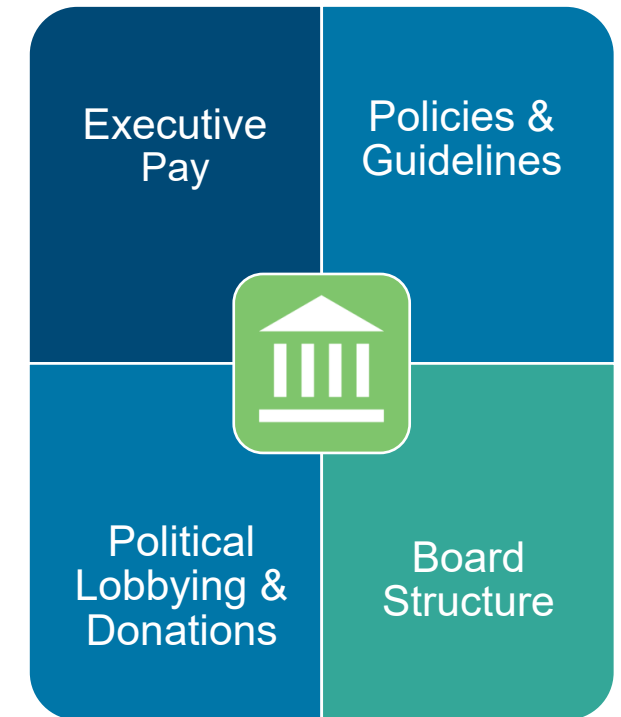 Executive
Pay
Policies &
Guidelines
Political
Lobbying &
Donations
Board
Structure